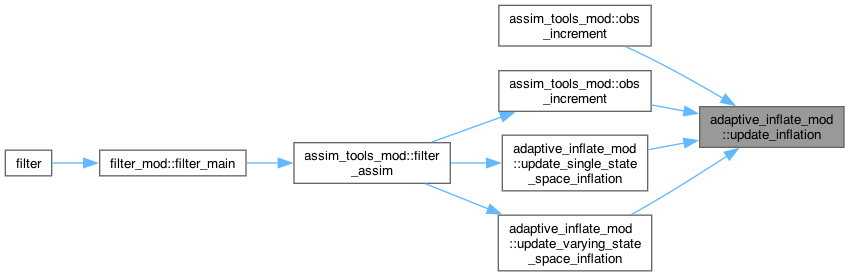 assim_tools_mod::obs
_increment
assim_tools_mod::obs
_increment
adaptive_inflate_mod
::update_inflation
filter
filter_mod::filter_main
assim_tools_mod::filter
_assim
adaptive_inflate_mod
::update_single_state
_space_inflation
adaptive_inflate_mod
::update_varying_state
_space_inflation